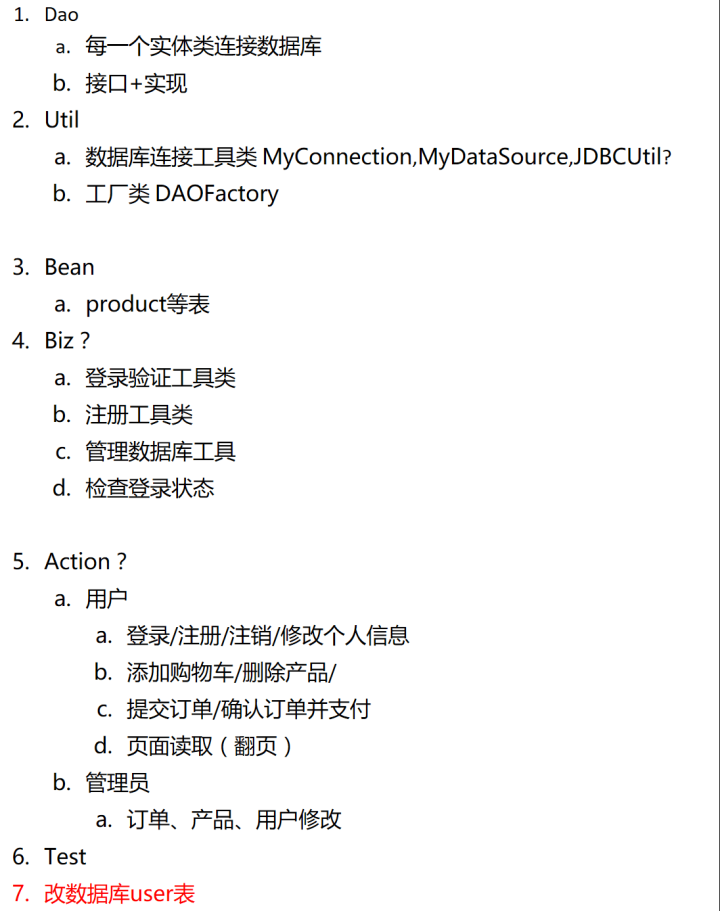 1. Dao
a. 每一个实体类连接数据库
b. 接口+实现
2. Util
a. 数据库连接工具类 MyConnection,MyDataSource,JDBCUtil?
b. 工厂类 DAOFactory
3. Bean
a. product等表
4. Biz？
a. 登录验证工具类
b. 注册工具类
c. 管理数据库工具
d. 检查登录状态
5. Action？
a. 用户
a. 登录/注册/注销/修改个人信息
b. 添加购物车/删除产品/
c. 提交订单/确认订单并支付
d. 页面读取（翻页）
b. 管理员
a. 订单、产品、用户修改
6. Test
7. 改数据库user表